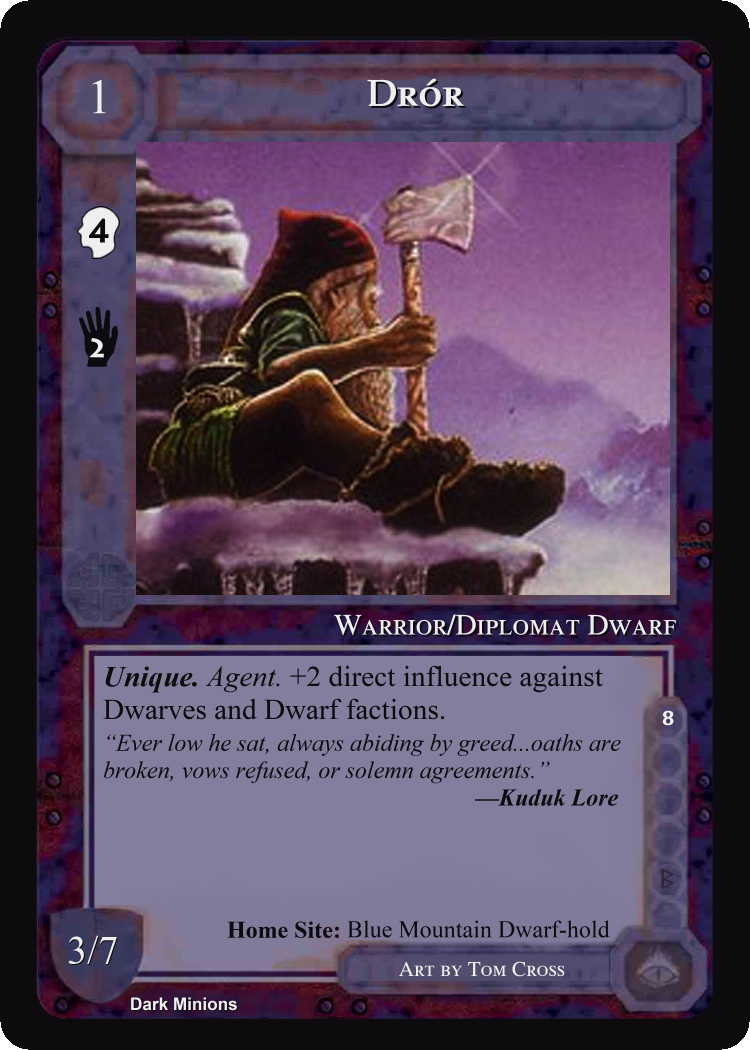 1
DRÓR
4
2
WARRIOR/DIPLOMAT DWARF
Unique. Agent. +2 direct influence against
Dwarves and Dwarf factions.
“Ever low he sat, always abiding by greed...oaths are
broken, vows refused, or solemn agreements.”
—Kuduk Lore
8
Home Site: Blue Mountain Dwarf-hold
3/7
ART BY TOM CROSS
Dark Minions